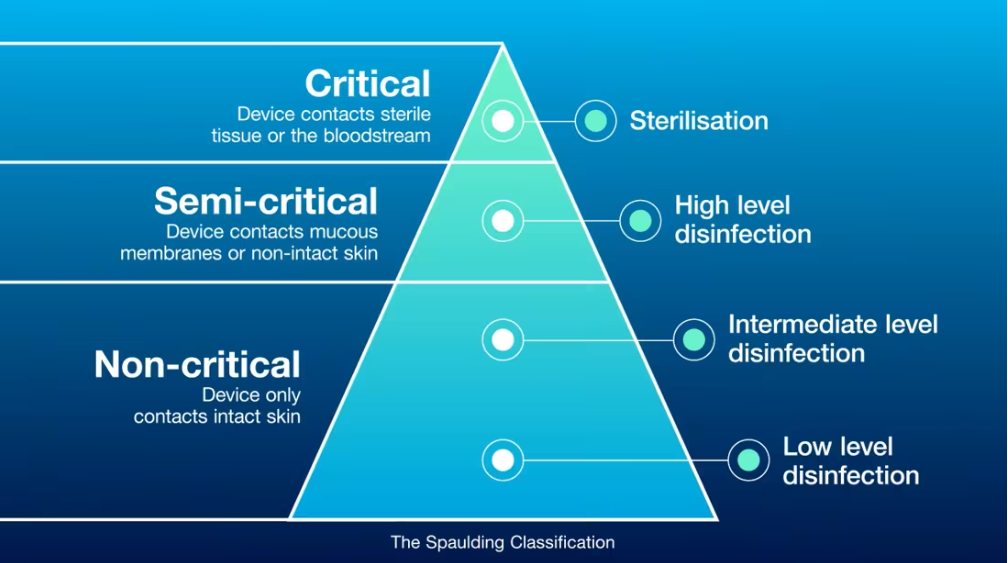 Critical
Device contacts sterile
tissue or the bloodstream
Sterilisation
Semi-critical
Device contacts mucous
membranes or non-intact skin
High level
disinfection
Non-critical
Device only
contacts intact skin
Intermediate level
disinfection
Low level
disinfection
The Spaulding Classification